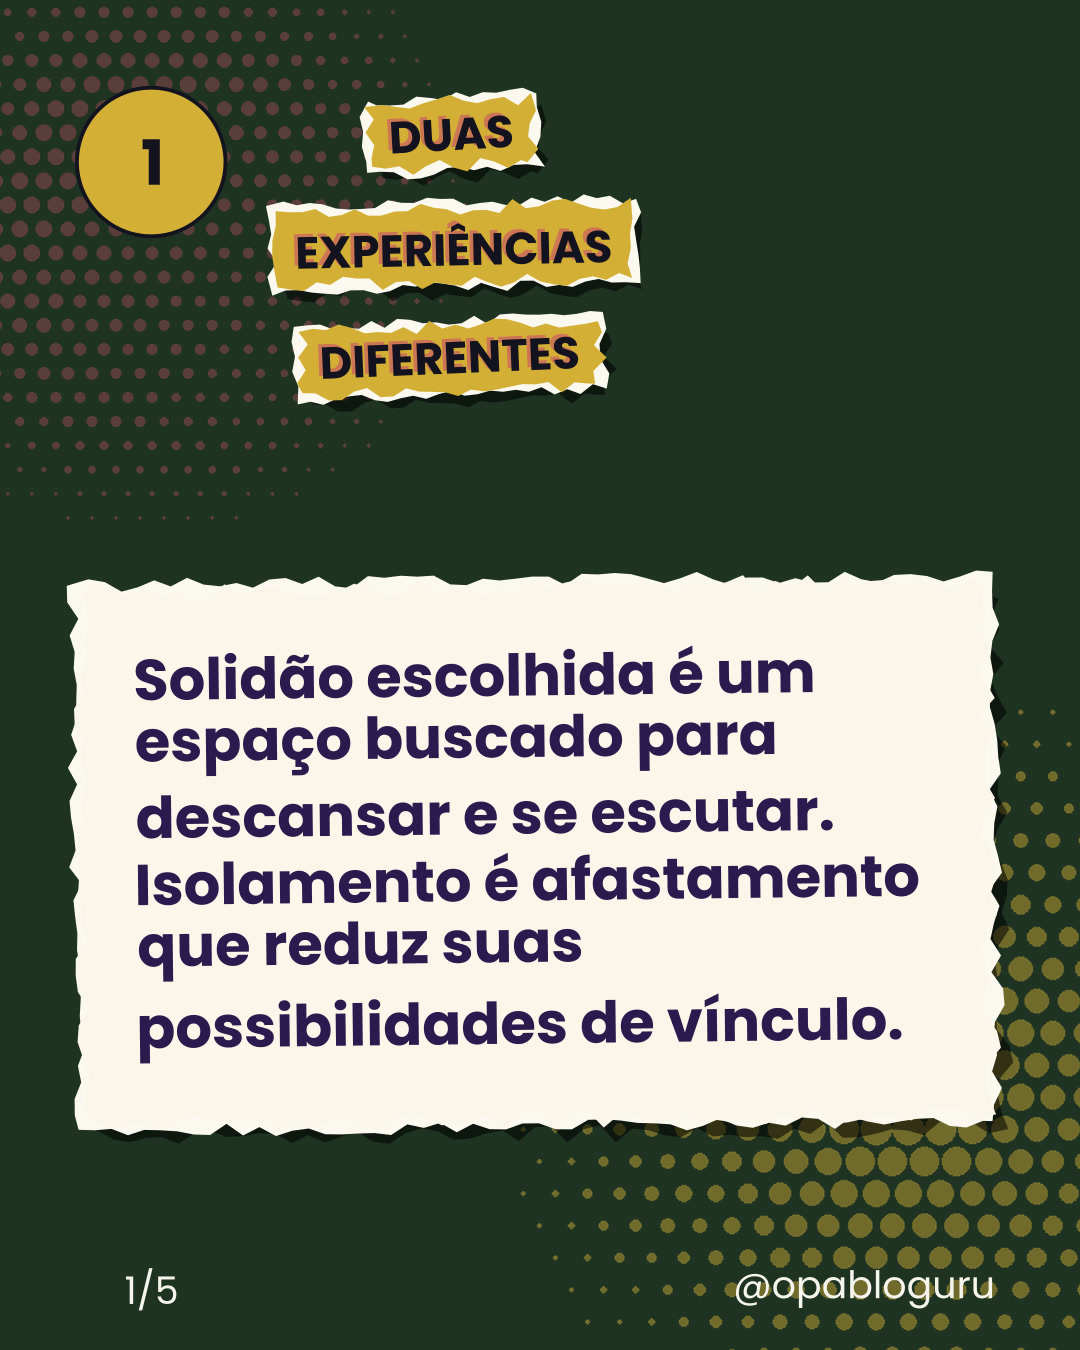 1
DUAS
EXPERIÊNCIAS
DIFERENTES
Solidão escolhida é um
espaço buscado para
descansar e se escutar.
Isolamento é afastamento
que reduz suas
possibilidades de vínculo.
1/5
@opabloguru